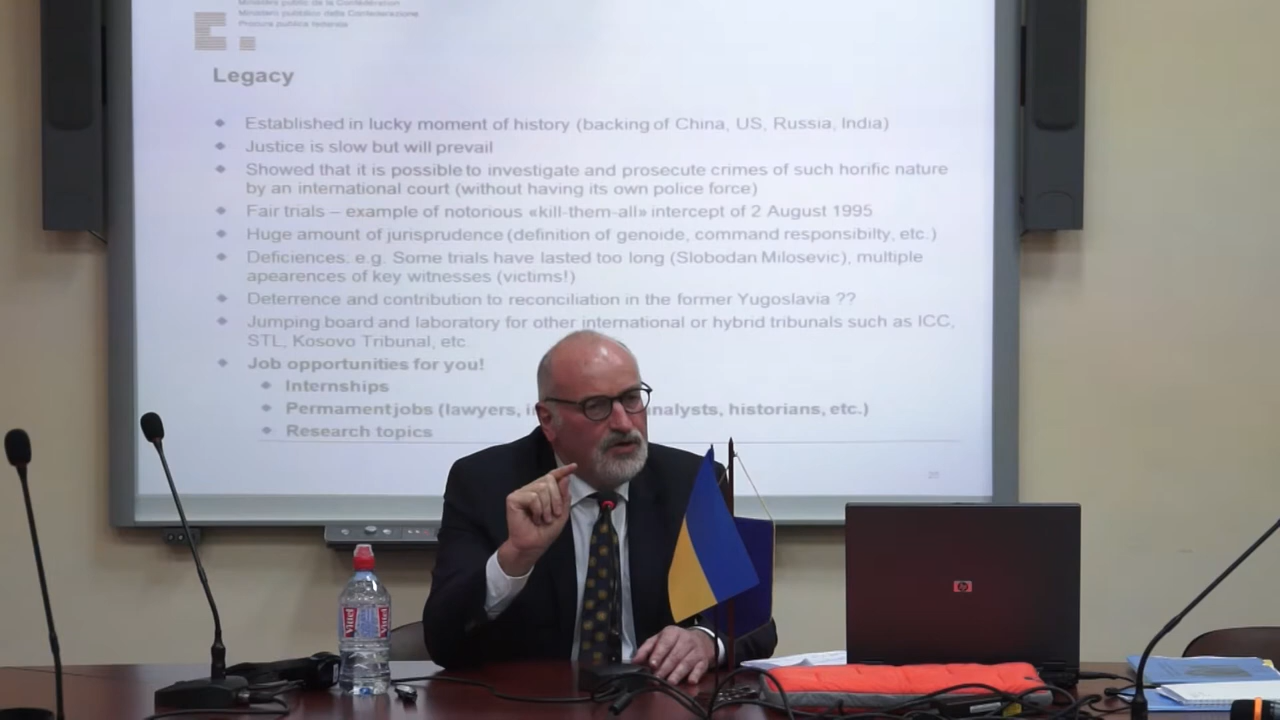 Ministère public de la Confédération
Ministero pubblico della Confederazione
Procura publica federala
Legacy
Established in lucky moment of history (backing of China, US, Russia, India)
Justice is slow but will prevail
Showed that it is possible to investigate and prosecute crimes of such horific nature
by an international court (without having its own police force)
Fair trials – example of notorious «kill-them-all» intercept of 2 August 1995
Huge amount of jurisprudence (definition of genoide, command responsibilty, etc.)
Deficiences: e.g. Some trials have lasted too long (Slobodan Milosevic), multiple
apearences of key witnesses (victims!)
Deterrence and contribution to reconciliation in the former Yugoslavia ??
Jumping board and laboratory for other international or hybrid tribunals such as ICC,
STL, Kosovo Tribunal, etc
Job opportunities for you!
Internships
Permament jobs (lawyers, analysts, historians, etc.)
Research topics
Vittel
hp